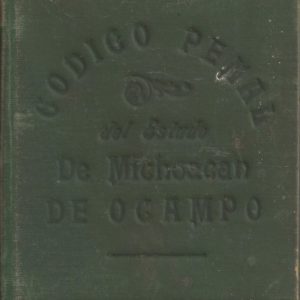 CODIGO PENAL
del Estado
De Michoacan
DE OCAMPO